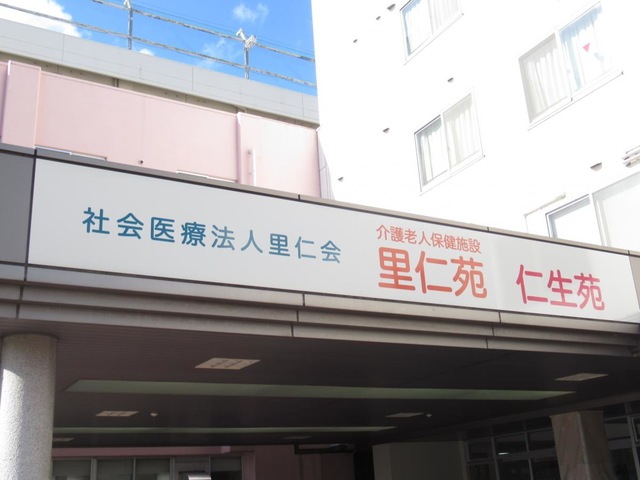 社会医療法人里仁会
介護老人保健施設
里仁苑 仁生苑